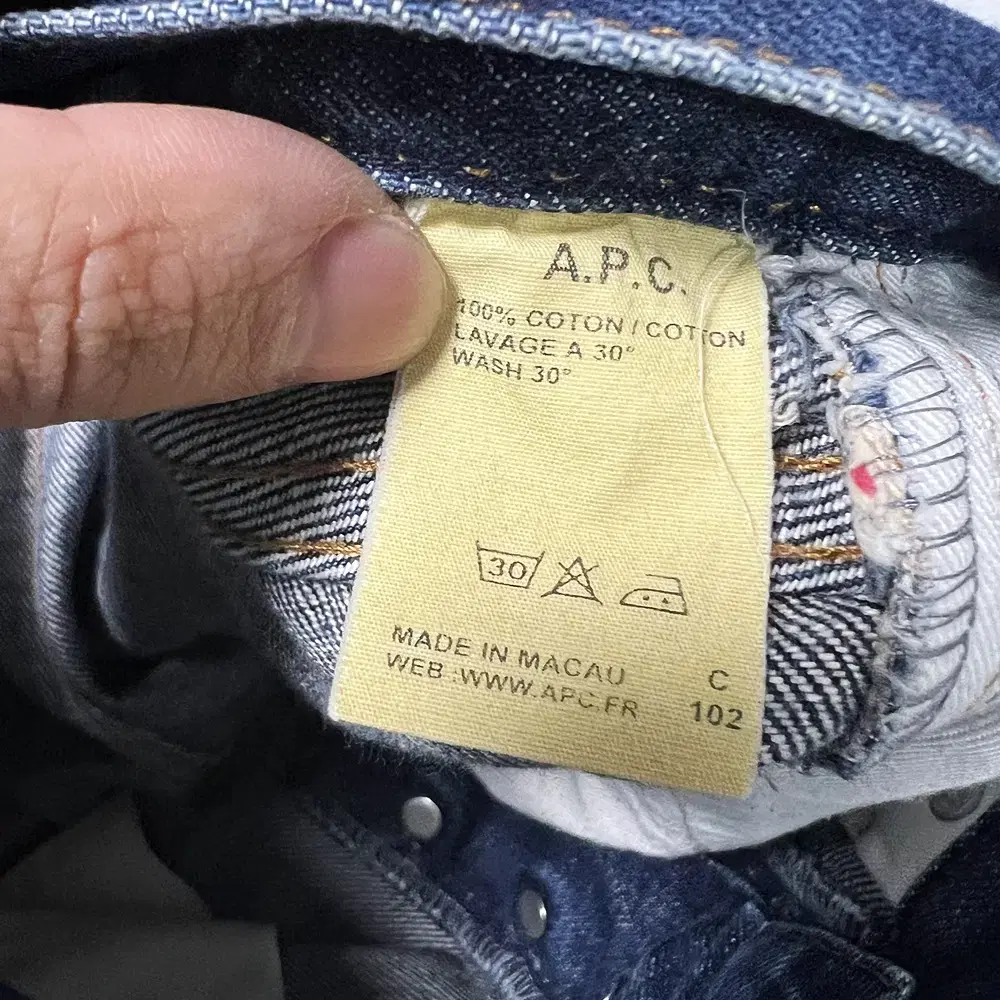 A.P.C.
100% COTON / COTTON
LAVAGE A 30°
WASH 30°
30
MADE IN MACAU
WEB :WWW.APC.FR
C
102